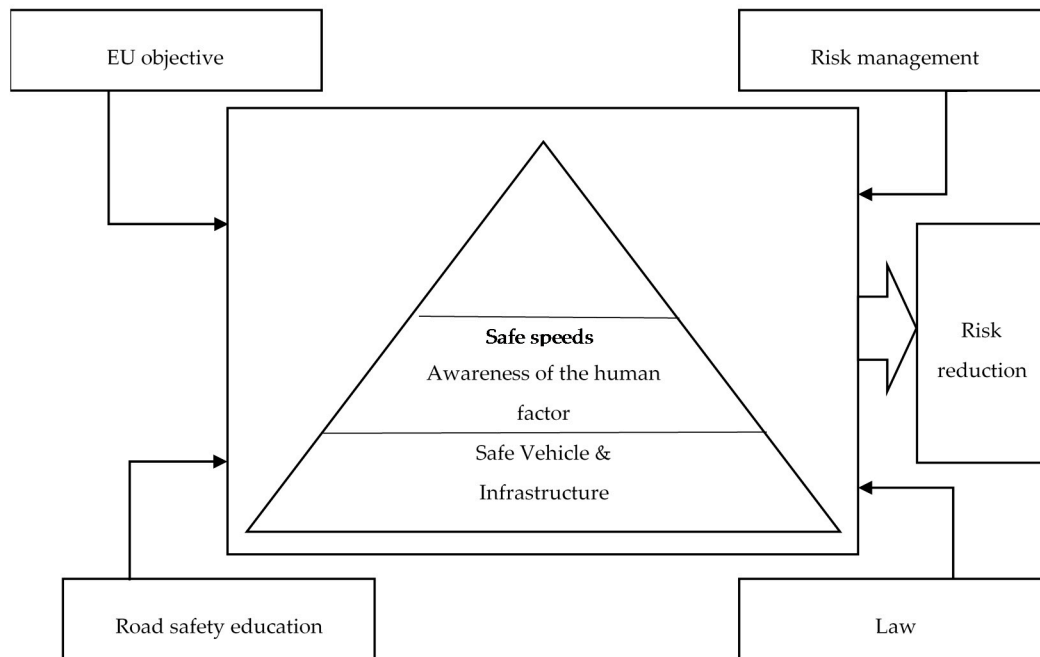 EU objective
Risk management
Safe speeds
Awareness of the human
factor
Safe Vehicle &
Infrastructure
Risk
reduction
Road safety education
Law